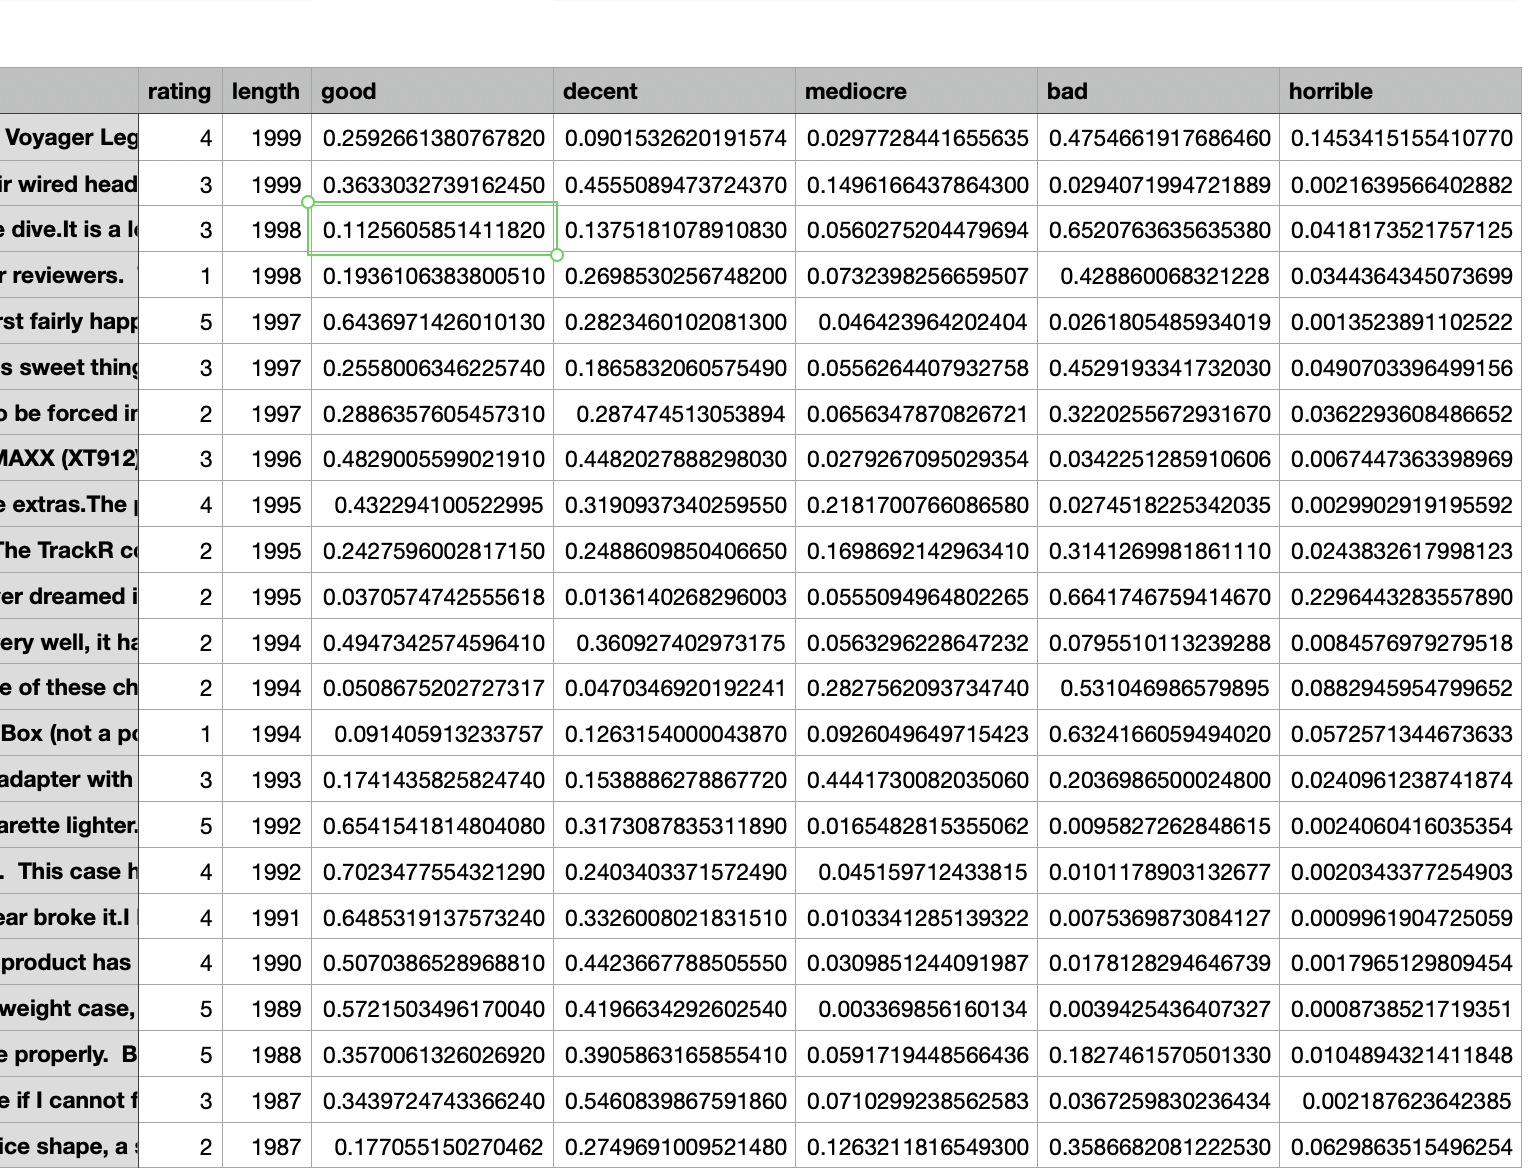 rating length good decent mediocre bad horrible
Voyager Leg 4 1999 0.2592661380767820 0.0901532620191574 0.0297728441655635 0.4754661917686460 0.1453415155410770
ir wired head 3 1999 0.3633032739162450 0.4555089473724370 0.1496166437864300 0.0294071994721889 0.0021639566402882
e dive.It is a lo 3 1998 0.1125605851411820 0.1375181078910830 0.0560275204479694 0.6520763635635380 0.0418173521757125
r reviewers. 1 1998 0.1936106383800510 0.2698530256748200 0.0732398256659507 0.428860068321228 0.0344364345073699
rst fairly happ 5 1997 0.6436971426010130 0.2823460102081300 0.046423964202404 0.0261805485934019 0.0013523891102522
s sweet thing 3 1997 0.2558006346225740 0.1865832060575490 0.0556264407932758 0.4529193341732030 0.0490703396499156
o be forced in 2 1997 0.2886357605457310 0.287474513053894 0.0656347870826721 0.3220255672931670 0.0362293608486652
MAXX (XT912) 3 1996 0.4829005599021910 0.4482027888298030 0.0279267095029354 0.0342251285910606 0.0067447363398969
e extras.The p 4 1995 0.432294100522995 0.3190937340259550 0.2181700766086580 0.0274518225342035 0.0029902919195592
The TrackR co 2 1995 0.2427596002817150 0.2488609850406650 0.1698692142963410 0.3141269981861110 0.0243832617998123
er dreamed i 2 1995 0.0370574742555618 0.0136140268296003 0.0555094964802265 0.6641746759414670 0.2296443283557890
ery well, it ha 2 1994 0.4947342574596410 0.360927402973175 0.0563296228647232 0.0795510113239288 0.0084576979279518
e of these ch 2 1994 0.0508675202727317 0.0470346920192241 0.2827562093734740 0.531046986579895 0.0882945954799652
Box (not a po 1 1994 0.091405913233757 0.1263154000043870 0.0926049649715423 0.6324166059494020 0.0572571344673633
adapter with 3 1993 0.1741435825824740 0.1538886278867720 0.4441730082035060 0.2036986500024800 0.0240961238741874
arette lighter. 5 1992 0.6541541814804080 0.3173087835311890 0.0165482815355062 0.0095827262848615 0.0024060416035354
. This case h 4 1992 0.7023477554321290 0.2403403371572490 0.045159712433815 0.0101178903132677 0.0020343377254903
ear broke it.I 4 1991 0.6485319137573240 0.3326008021831510 0.0103341285139322 0.0075369873084127 0.0009961904725059
product has 4 1990 0.5070386528968810 0.4423667788505550 0.0309851244091987 0.0178128294646739 0.0017965129809454
weight case, 5 1989 0.5721503496170040 0.4196634292602540 0.003369856160134 0.0039425436407327 0.0008738521719351
e properly. B 5 1988 0.3570061326026920 0.3905863165855410 0.0591719448566436 0.1827461570501330 0.0104894321411848
e if I cannot f 3 1987 0.3439724743366240 0.5460839867591860 0.0710299238562583 0.0367259830236434 0.002187623642385
ice shape, a s 2 1987 0.177055150270462 0.2749691009521480 0.1263211816549300 0.3586682081222530 0.0629863515496254